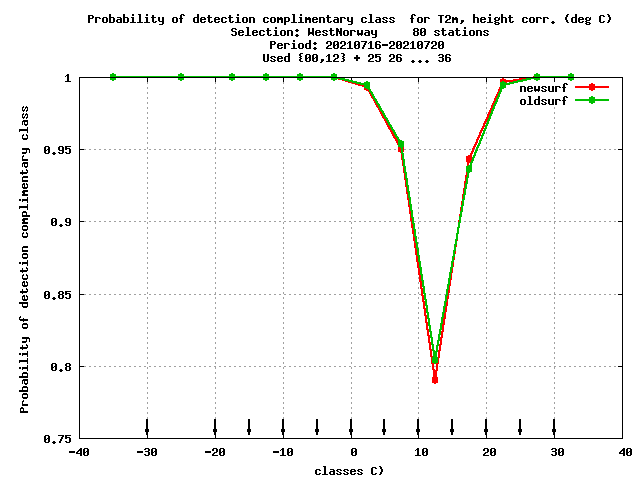 Probability of detection complimentary class  for T2m, height corr. (deg C)
Selection: WestNorway     80 stations
Period: 20210716-20210720
Used {00,12} + 25 26 ... 36
newsurf
oldsurf
Probability of detection complimentary class
1
0.95
0.9
0.85
0.8
0.75
-40 -30 -20 -10 0 10 20 30 40
classes C)